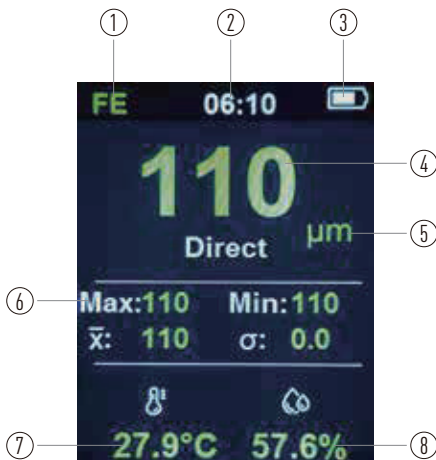 ① ② ③
FE 06:10
110 ④
µm ⑤
Direct
⑥ Max:110 Min:110
x̄: 110 σ: 0.0
⑦ 27.9°C 57.6% ⑧